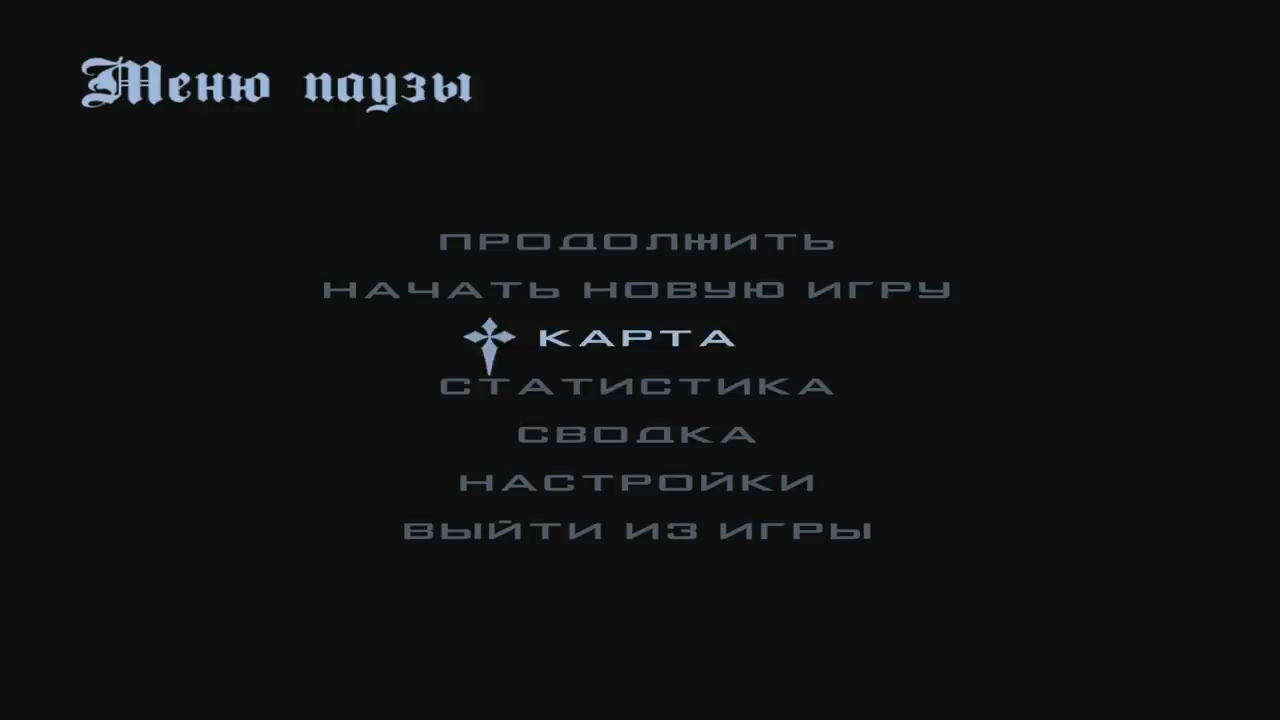 Меню паузы
ПРОДОЛЖИТЬ
НАЧАТЬ НОВУЮ ИГРУ
КАРТА
СТАТИСТИКА
СВОДКА
НАСТРОЙКИ
ВЫЙТИ ИЗ ИГРЫ